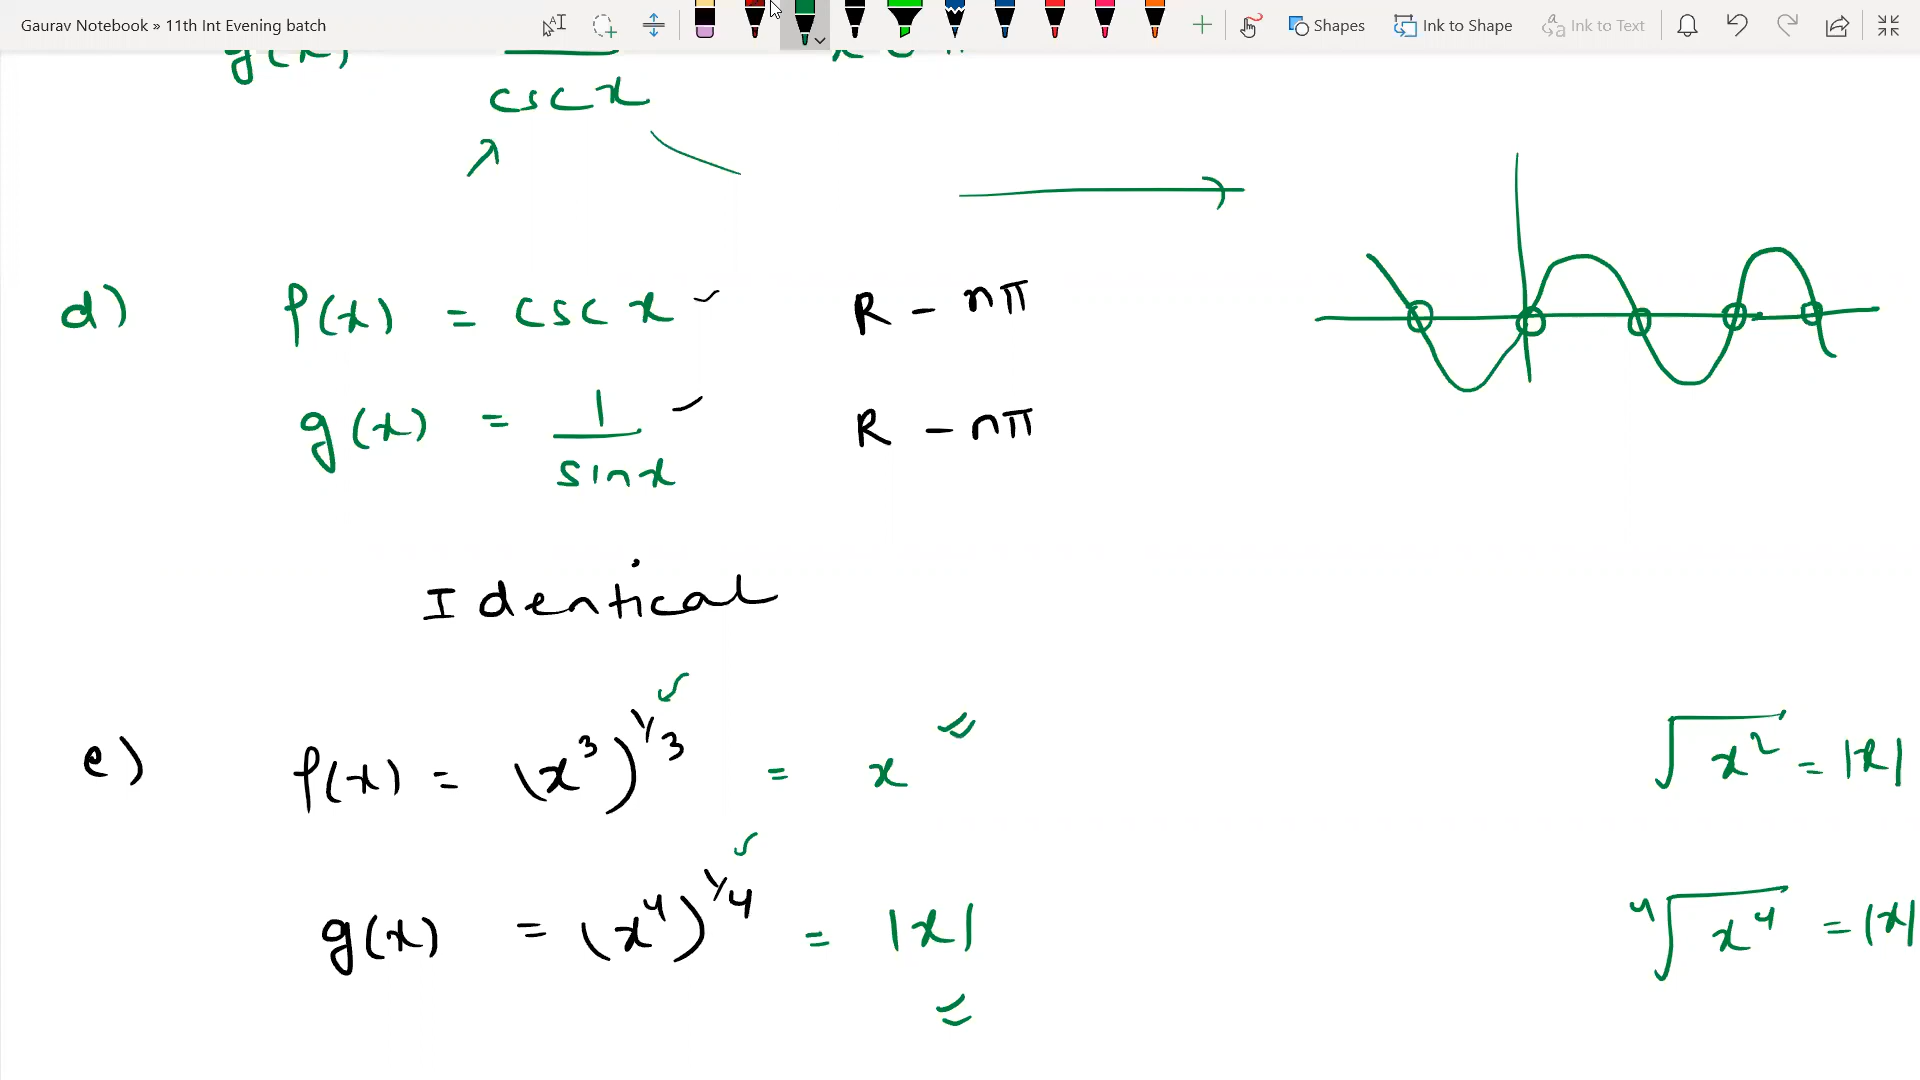 Gaurav Notebook » 11th Int Evening batch
Shapes
Ink to Shape
Ink to Text
g(x)
csc x
d) f(x) = csc x R - nπ
g(x) = 1/sin x R - nπ
Identical
e) f(x) = (x³)^1/3 = x
√x² = |x|
g(x) = (x⁴)^1/4 = |x|
⁴√x⁴ = |x|